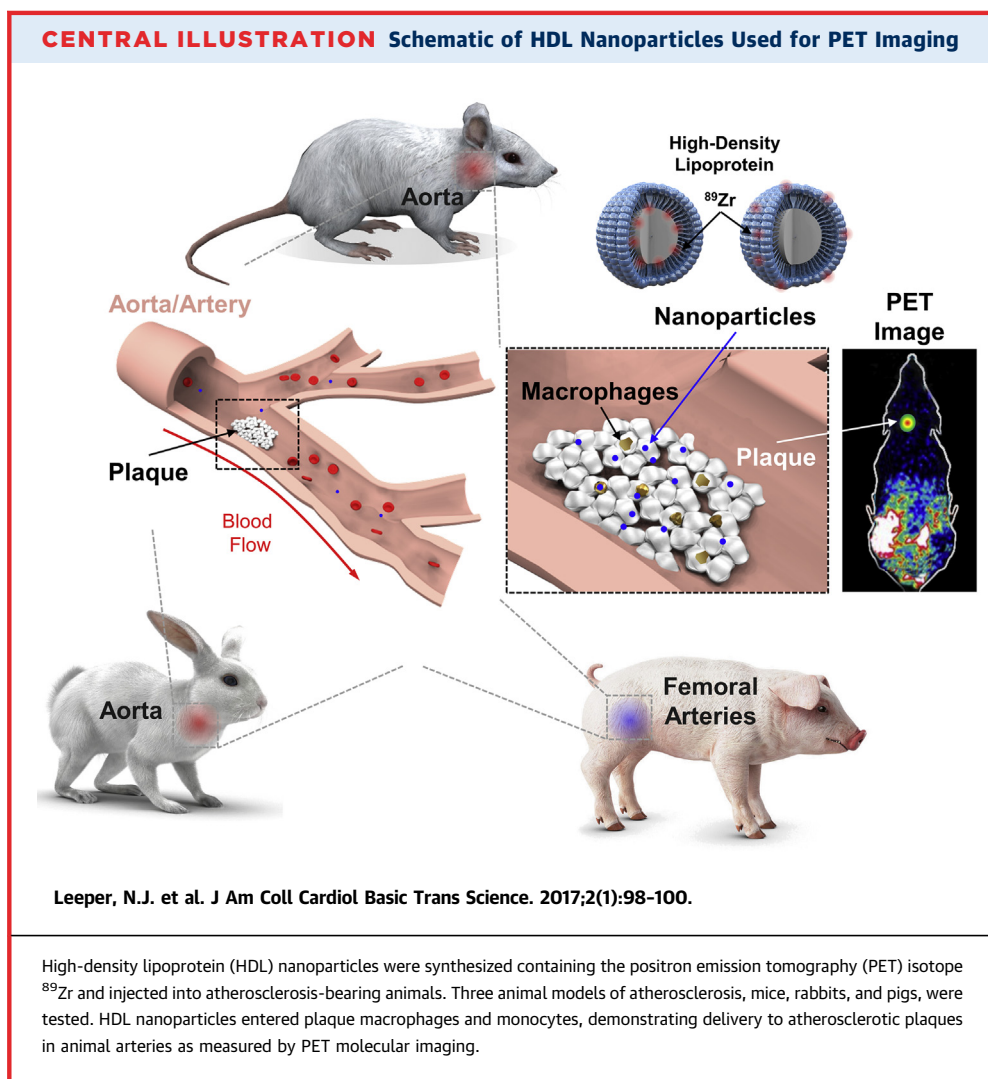 CENTRAL ILLUSTRATION Schematic of HDL Nanoparticles Used for PET Imaging
Aorta
High-Density
Lipoprotein
⁸⁹Zr
Aorta/Artery
Plaque
Blood
Flow
Nanoparticles
Macrophages
PET
Image
Plaque
Aorta
Femoral
Arteries
Leeper, N.J. et al. J Am Coll Cardiol Basic Trans Science. 2017;2(1):98–100.
High-density lipoprotein (HDL) nanoparticles were synthesized containing the positron emission tomography (PET) isotope
⁸⁹Zr and injected into atherosclerosis-bearing animals. Three animal models of atherosclerosis, mice, rabbits, and pigs, were
tested. HDL nanoparticles entered plaque macrophages and monocytes, demonstrating delivery to atherosclerotic plaques
in animal arteries as measured by PET molecular imaging.